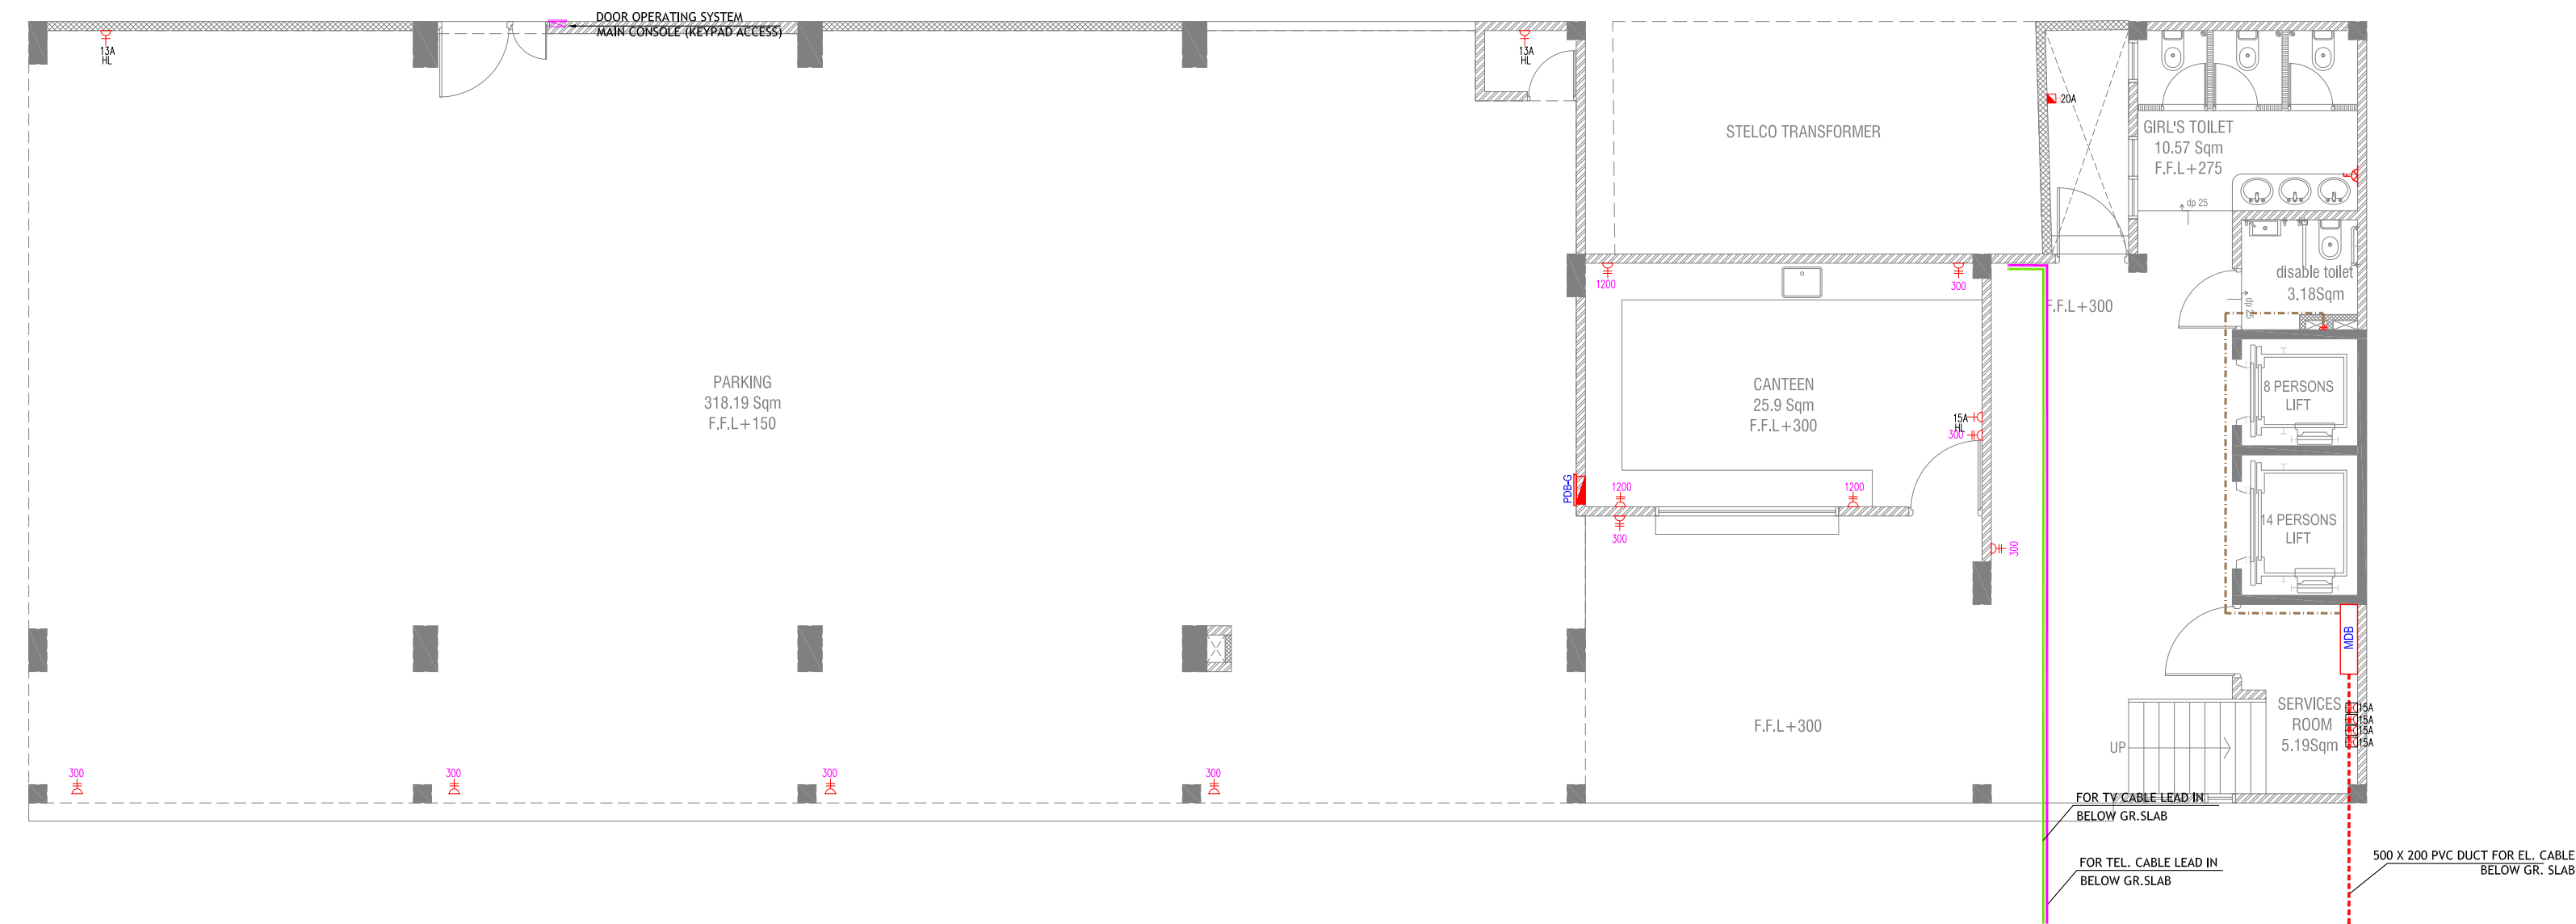 DOOR OPERATING SYSTEM
MAIN CONSOLE (KEYPAD ACCESS)
13A
HL
13A
HL
20A
STELCO TRANSFORMER
GIRL'S TOILET
10.57 Sqm
F.F.L+275
F
dp 25
disable toilet
3.18Sqm
dp 25
F.F.L+300
1200
300
PARKING
318.19 Sqm
F.F.L+150
CANTEEN
25.9 Sqm
F.F.L+300
15A
HL
300
8 PERSONS
LIFT
PDB-G
1200
1200
300
300
14 PERSONS
LIFT
MDB
SERVICES
ROOM
5.19Sqm
15A
15A
15A
15A
F.F.L+300
UP
300
300
300
300
FOR TV CABLE LEAD IN
BELOW GR.SLAB
FOR TEL. CABLE LEAD IN
BELOW GR.SLAB
500 X 200 PVC DUCT FOR EL. CABLE
BELOW GR. SLAB